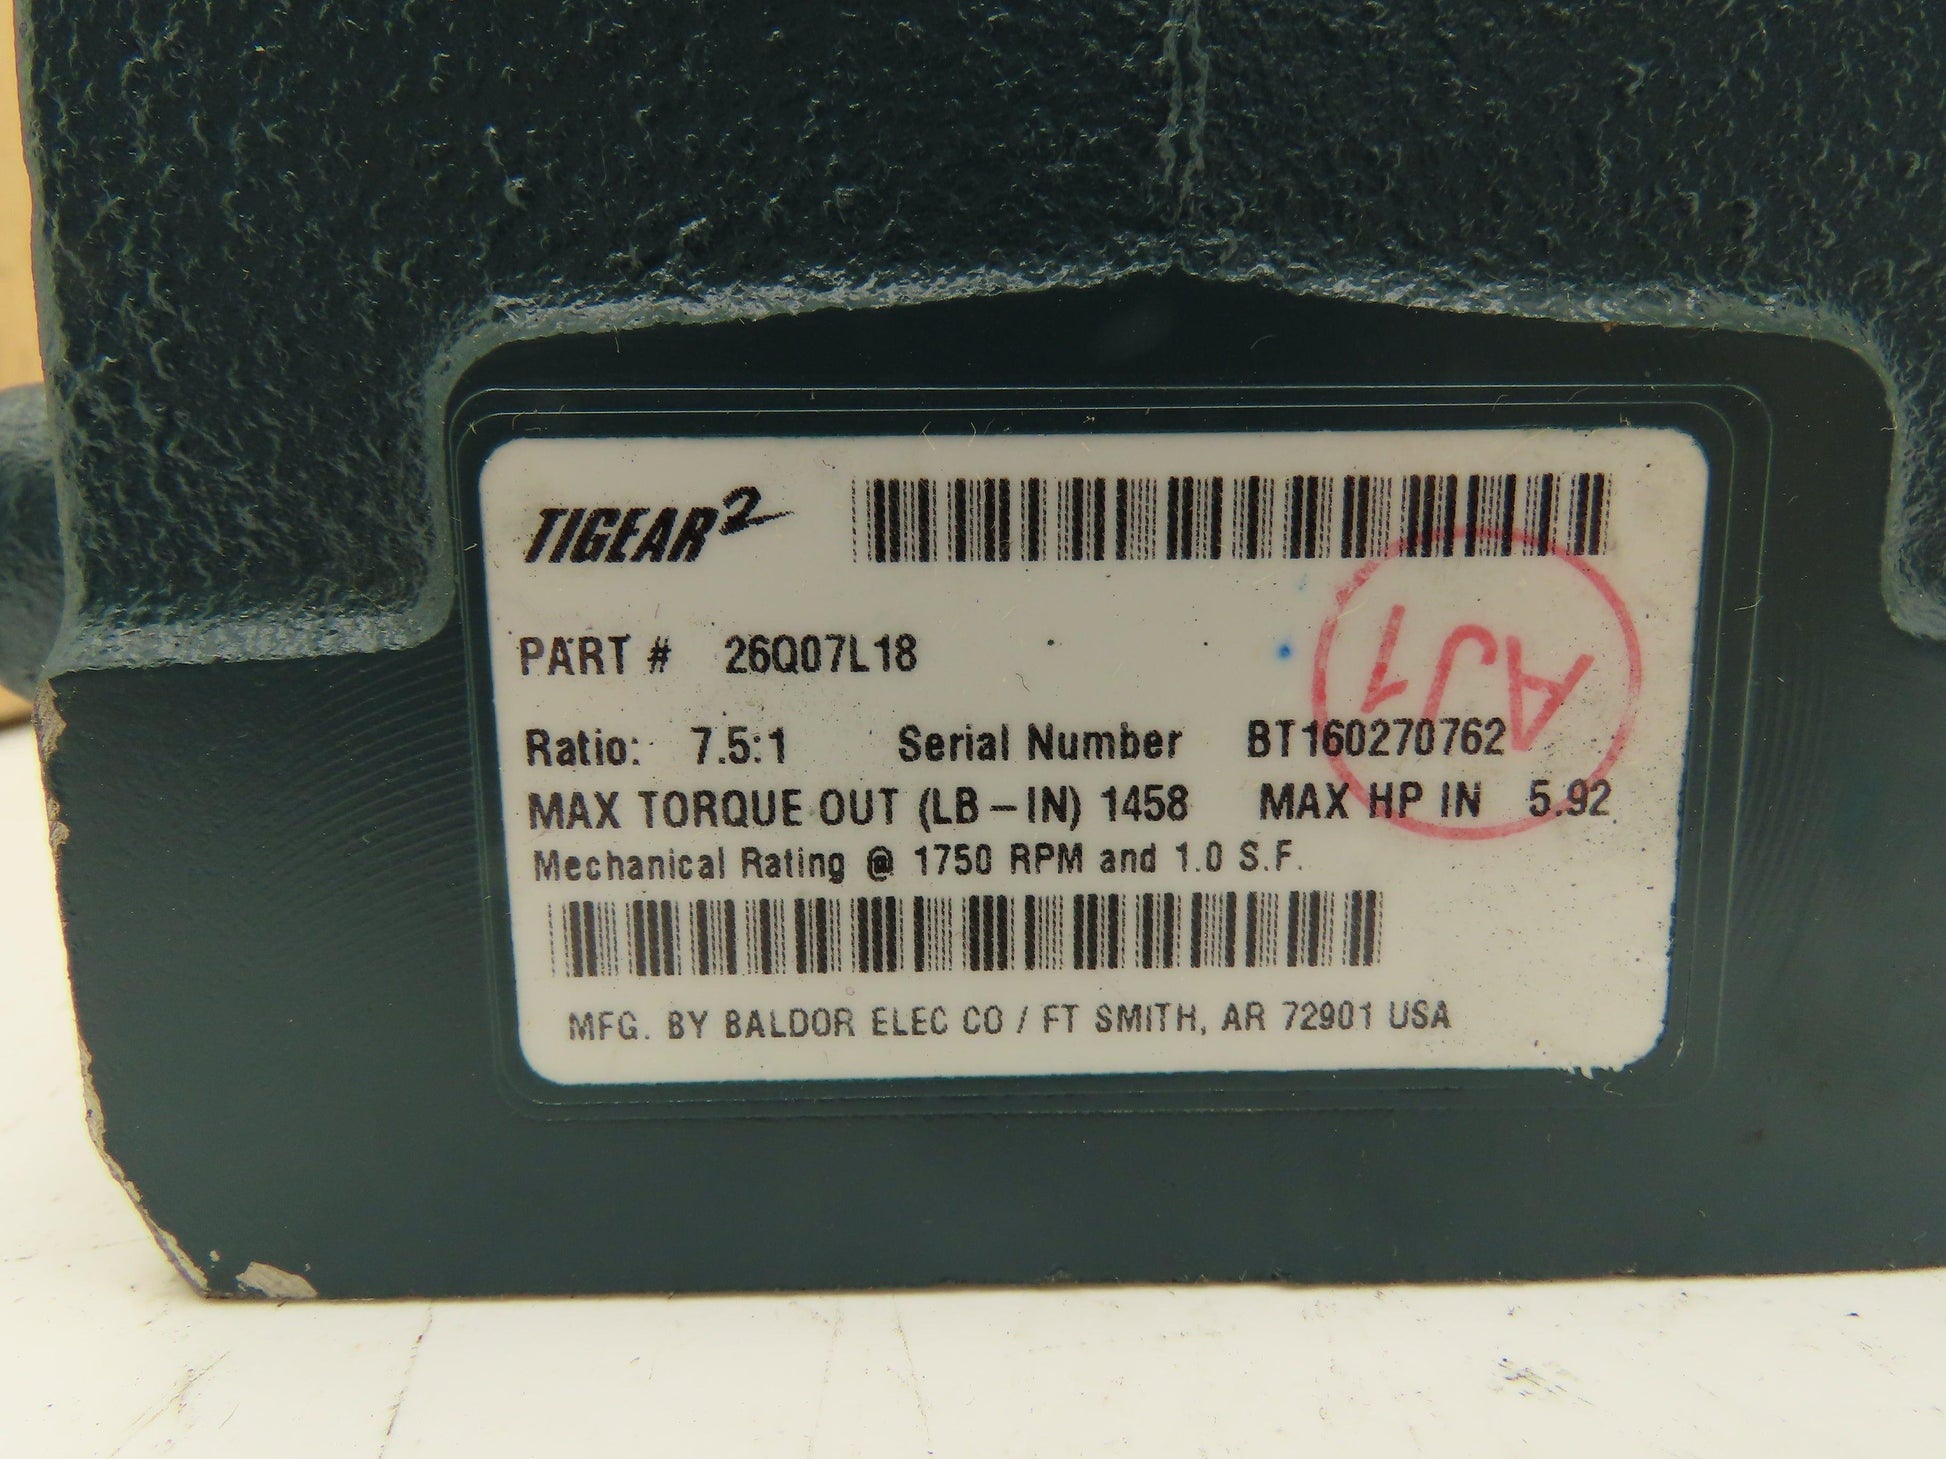 TIGEAR2
PART # 26Q07L18
Ratio: 7.5:1 Serial Number BT160270762
MAX TORQUE OUT (LB-IN) 1458 MAX HP IN 5.92
Mechanical Rating @ 1750 RPM and 1.0 S.F.
MFG. BY BALDOR ELEC CO / FT SMITH, AR 72901 USA
AJ1